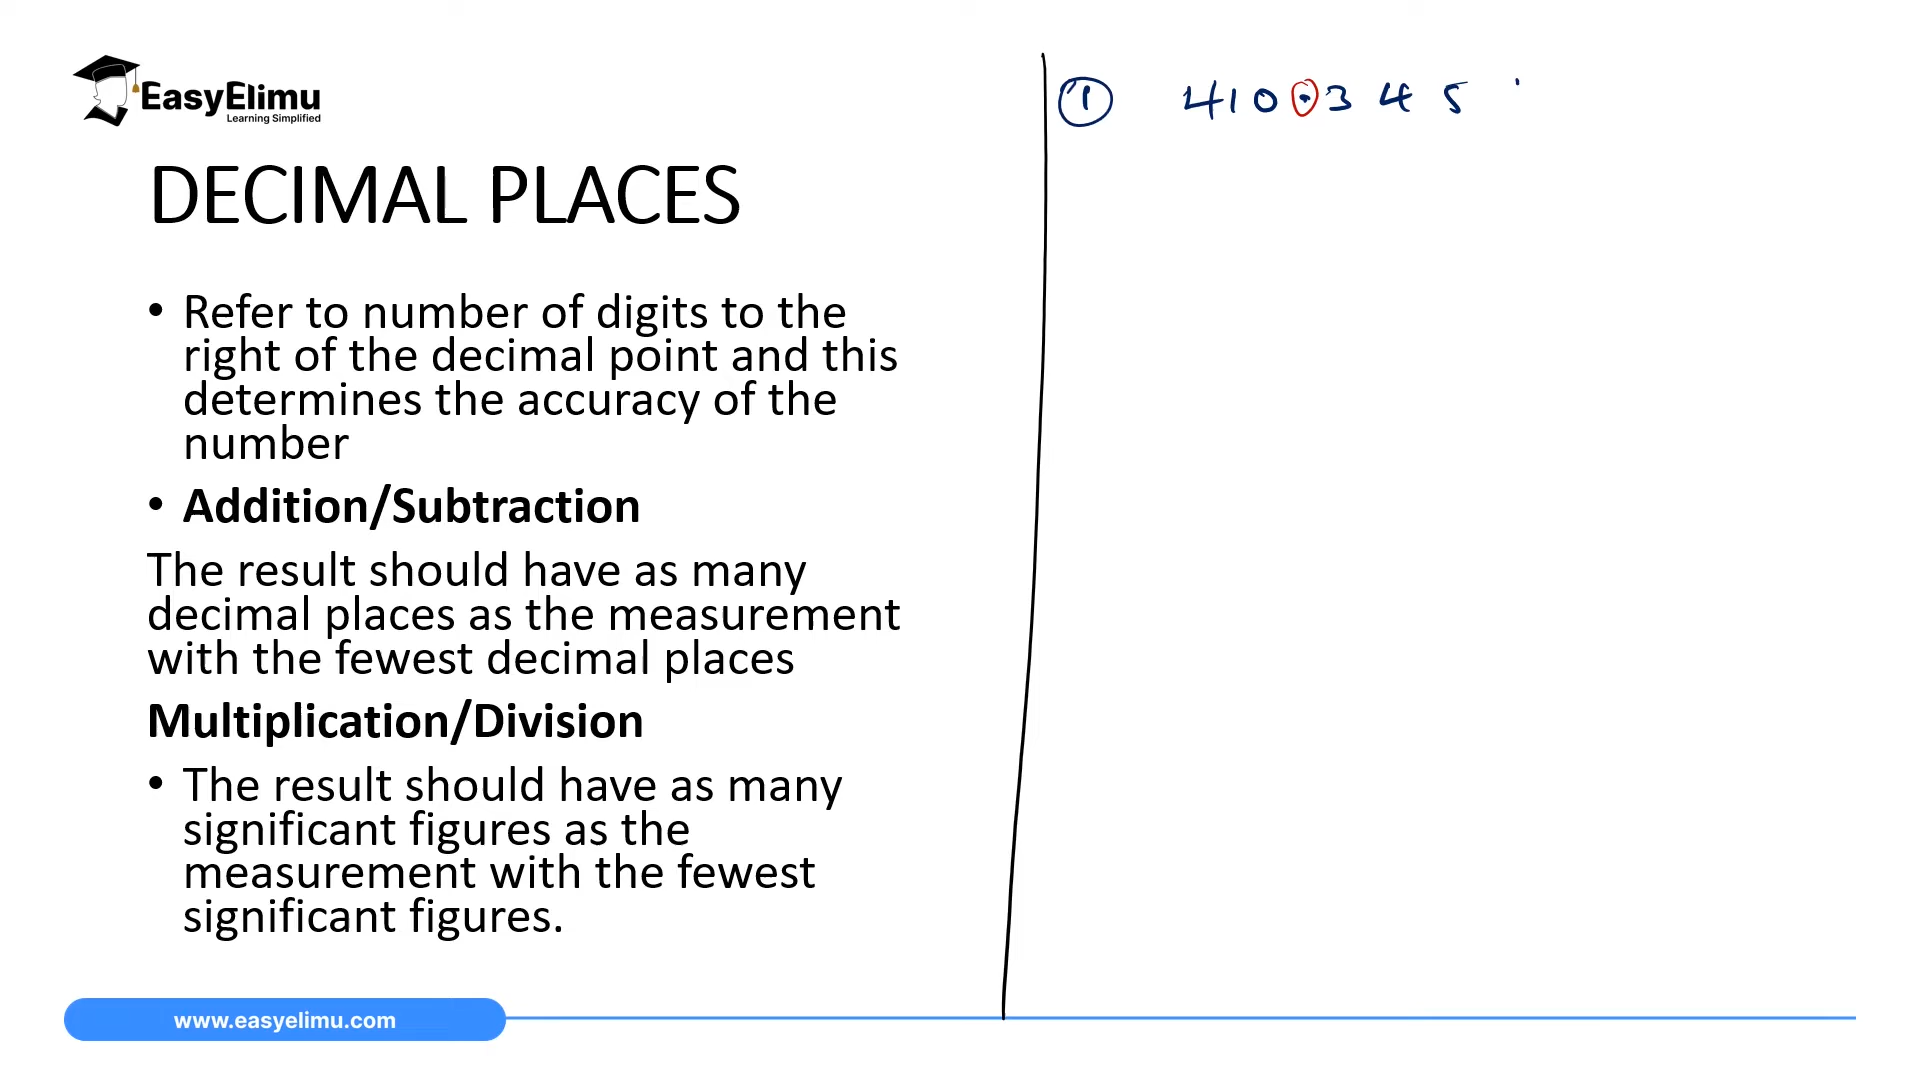 EasyElimu
Learning Simplified
DECIMAL PLACES
• Refer to number of digits to the
right of the decimal point and this
determines the accuracy of the
number
• Addition/Subtraction
The result should have as many
decimal places as the measurement
with the fewest decimal places
Multiplication/Division
• The result should have as many
significant figures as the
measurement with the fewest
significant figures.
www.easyelimu.com
① 410.345